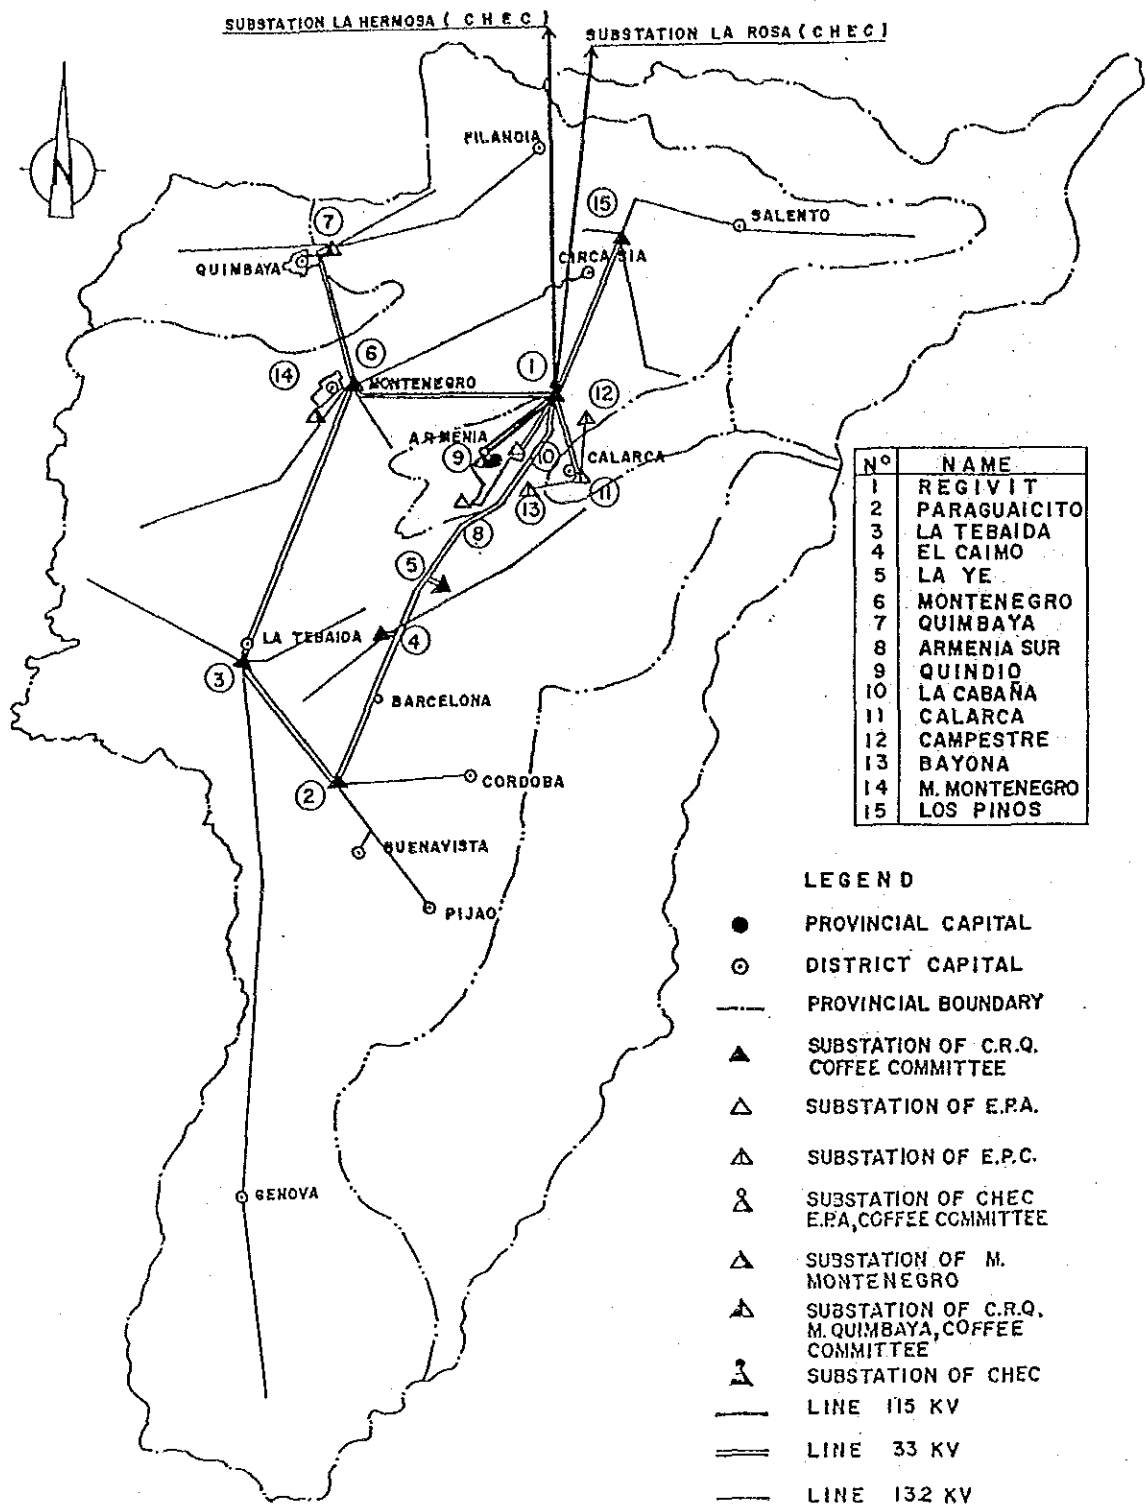 SUBSTATION LA HERMOSA ( C H E C )
SUBSTATION LA ROSA ( C H E C )
N
FILANDIA
15
SALENTO
7
QUIMBAYA
CIRCASIA
6
1
14
MONTENEGRO
12
ARMENIA
9
10
CALARCA
11
13
8
5
LA TEBAIDA
4
3
BARCELONA
2
CORDOBA
BUENAVISTA
PIJAO
GENOVA
Nº NAME
1 REGIVIT
2 PARAGUAICITO
3 LA TEBAIDA
4 EL CAIMO
5 LA YE
6 MONTENEGRO
7 QUIMBAYA
8 ARMENIA SUR
9 QUINDIO
10 LA CABAÑA
11 CALARCA
12 CAMPESTRE
13 BAYONA
14 M. MONTENEGRO
15 LOS PINOS
LEGEND
PROVINCIAL CAPITAL
DISTRICT CAPITAL
PROVINCIAL BOUNDARY
SUBSTATION OF C.R.Q.
COFFEE COMMITTEE
SUBSTATION OF E.P.A.
SUBSTATION OF E.P.C.
SUBSTATION OF CHEC
E.P.A, COFFEE COMMITTEE
SUBSTATION OF M.
MONTENEGRO
SUBSTATION OF C.R.Q.
M. QUIMBAYA, COFFEE
COMMITTEE
SUBSTATION OF CHEC
LINE 115 KV
LINE 33 KV
LINE 13.2 KV